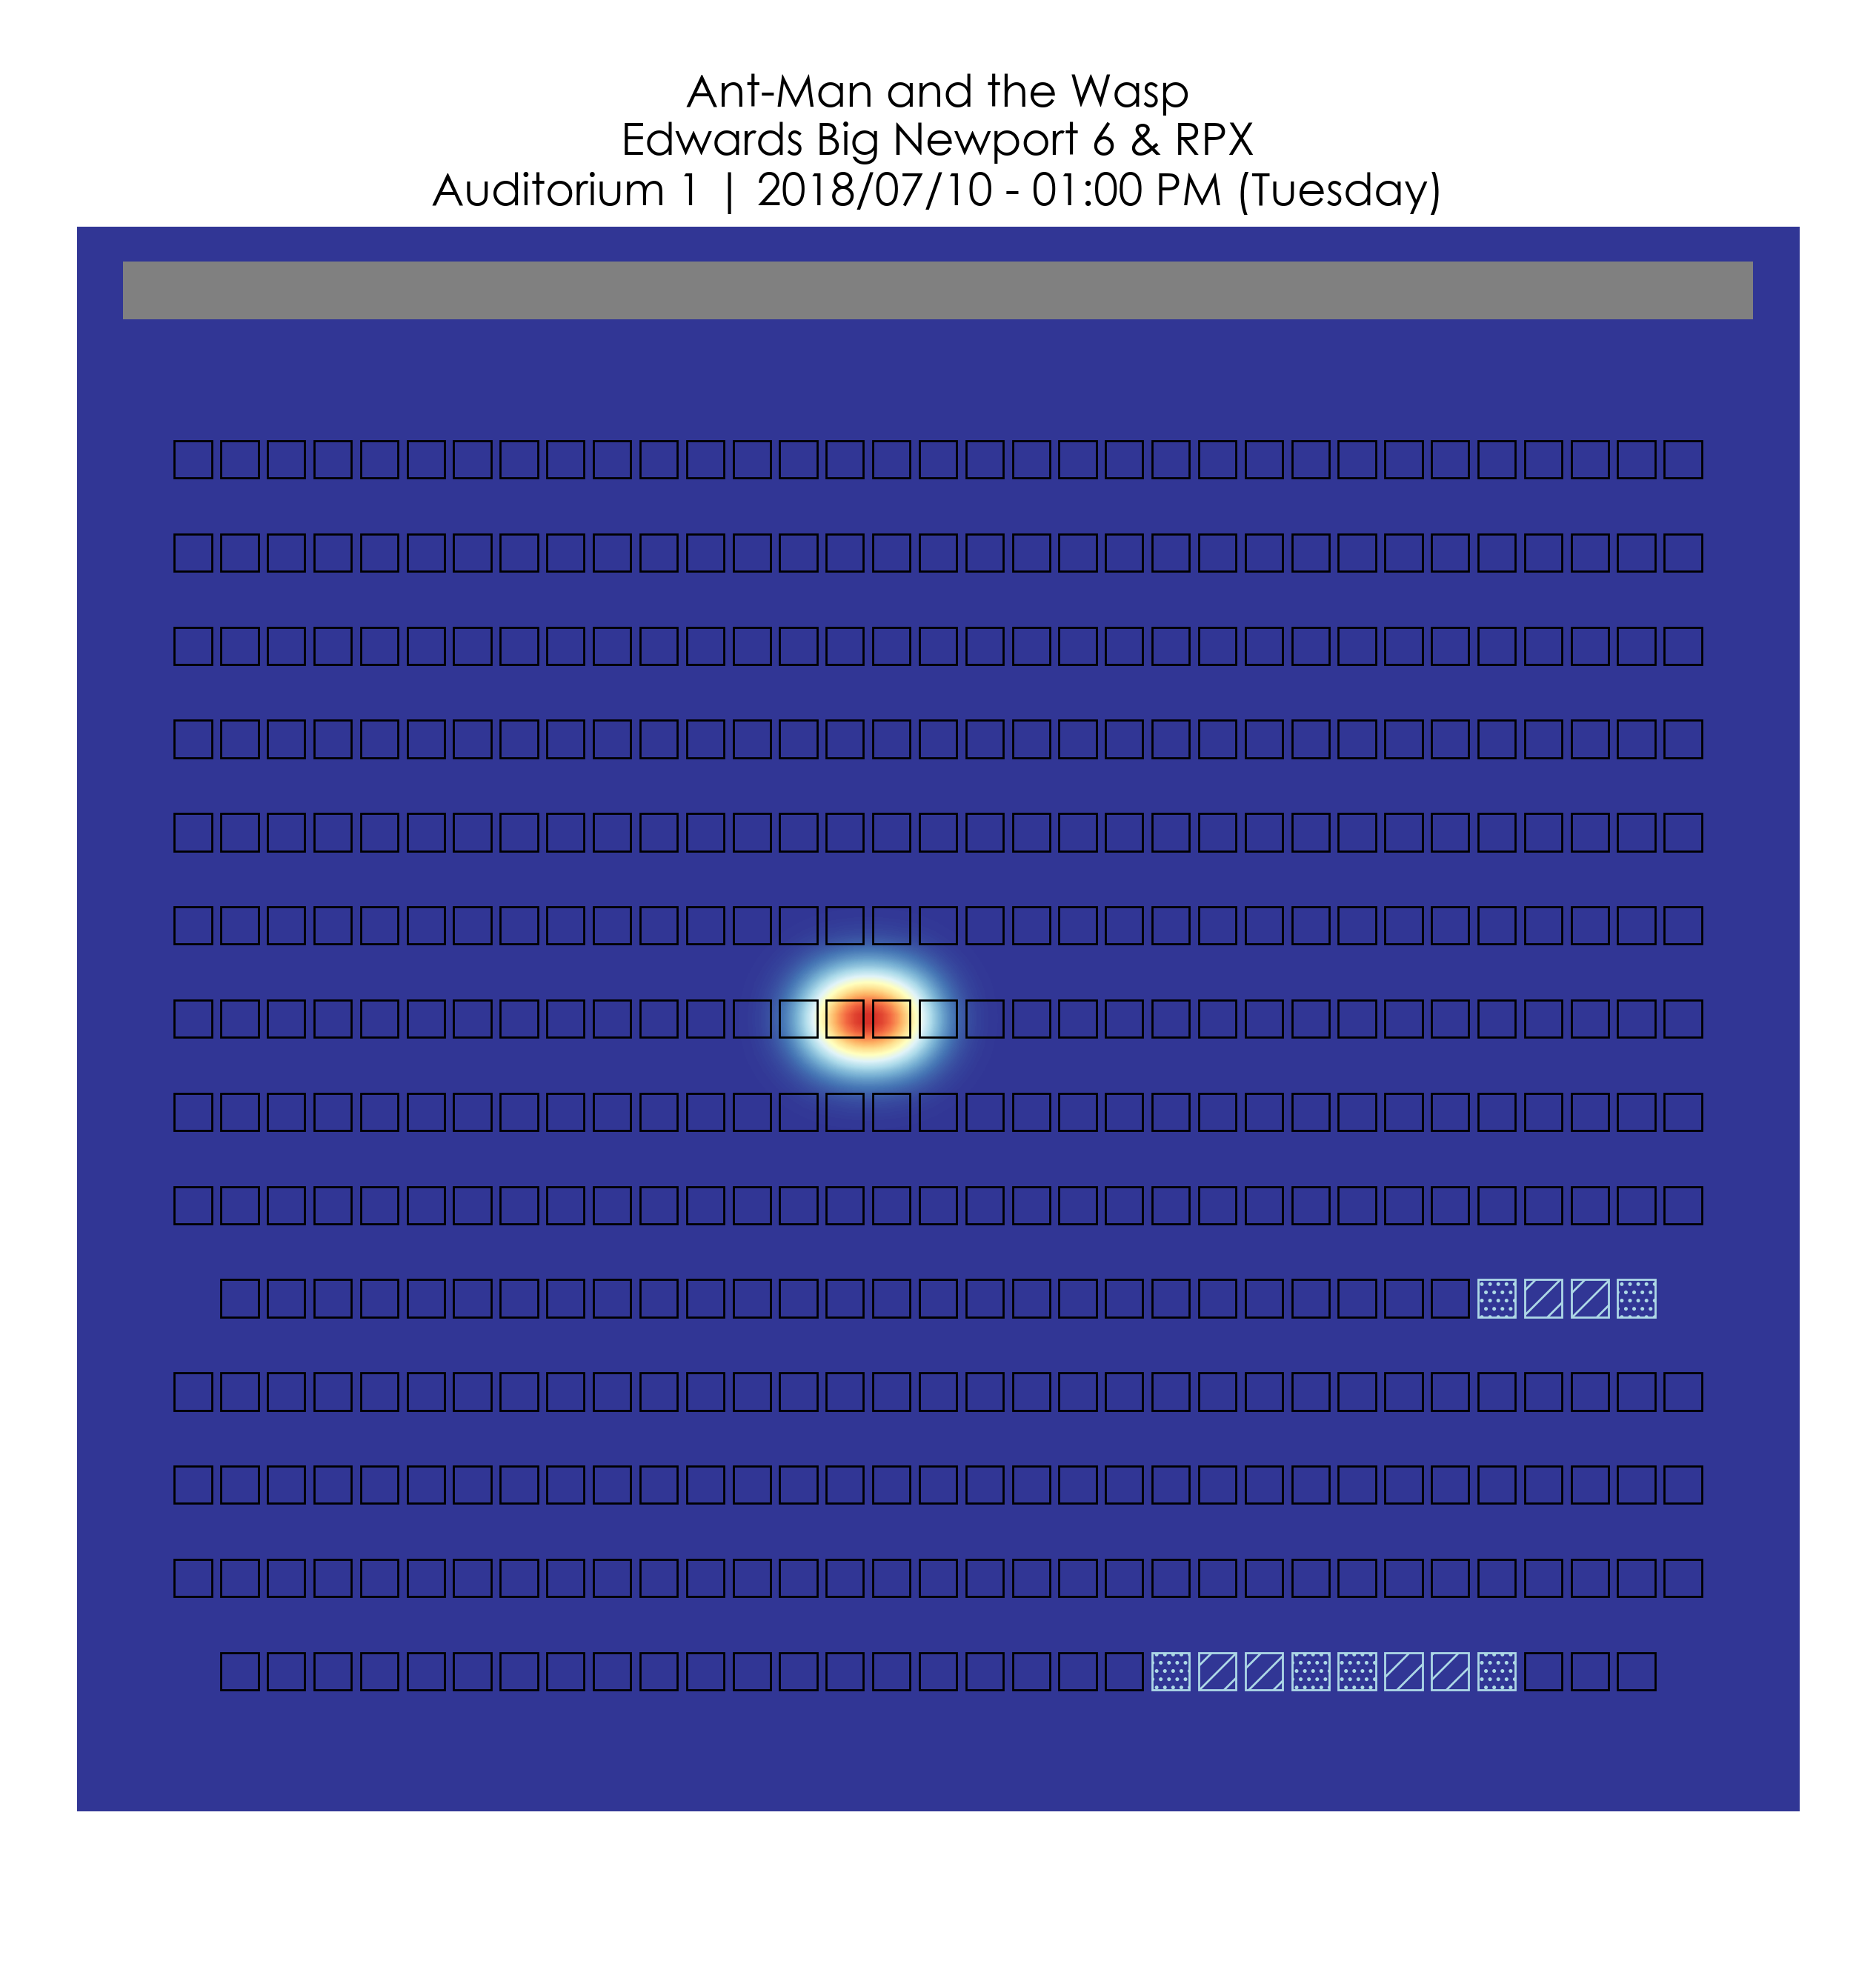 Ant-Man and the Wasp
Edwards Big Newport 6 & RPX
Auditorium 1 | 2018/07/10 - 01:00 PM (Tuesday)